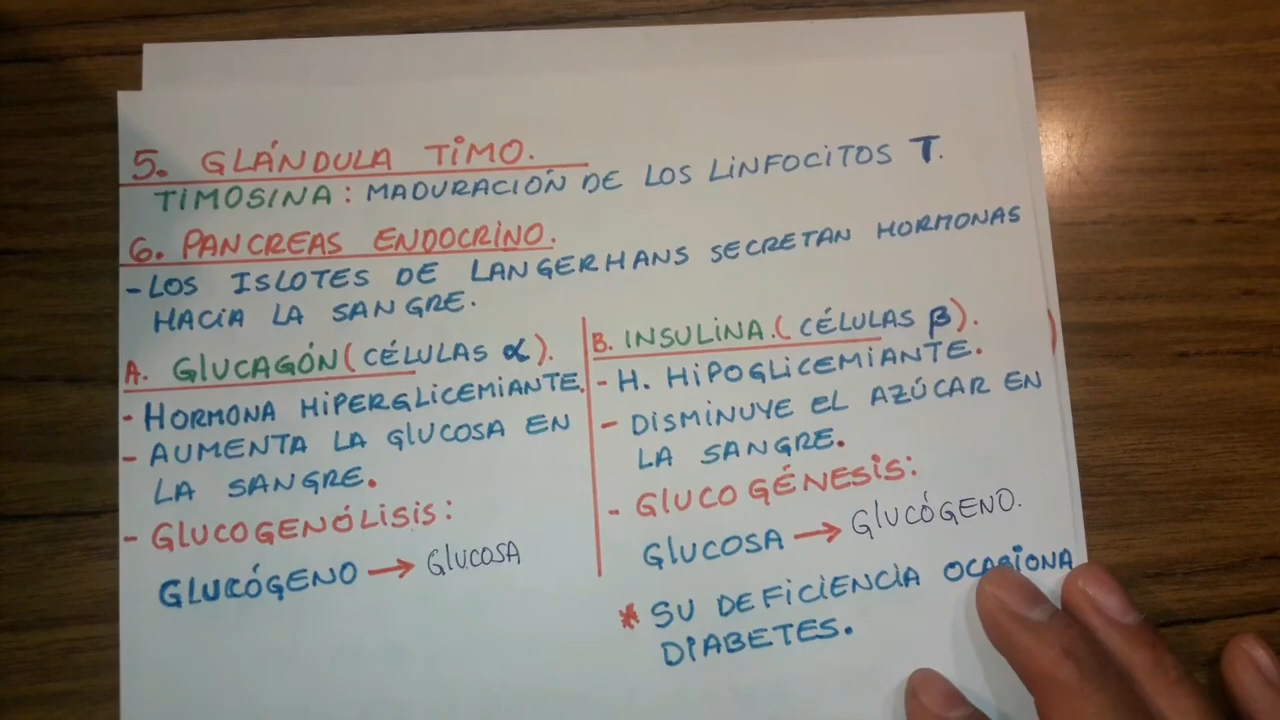 5. GLÁNDULA TIMO.
TIMOSINA: MADURACIÓN DE LOS LINFOCITOS T.
6. PANCREAS ENDOCRINO.
-LOS ISLOTES DE LANGERHANS SECRETAN HORMONAS
HACIA LA SANGRE.
A. GLUCAGÓN (CÉLULAS α).
- HORMONA HIPERGLICEMIANTE.
- AUMENTA LA GLUCOSA EN
LA SANGRE.
- GLUCOGENÓLISIS:
GLUCÓGENO → GLUCOSA
B. INSULINA. (CÉLULAS β).
- H. HIPOGLICEMIANTE.
- DISMINUYE EL AZÚCAR EN
LA SANGRE.
- GLUCOGÉNESIS:
GLUCOSA → GLUCÓGENO.
* SU DEFICIENCIA OCASIONA
DIABETES.